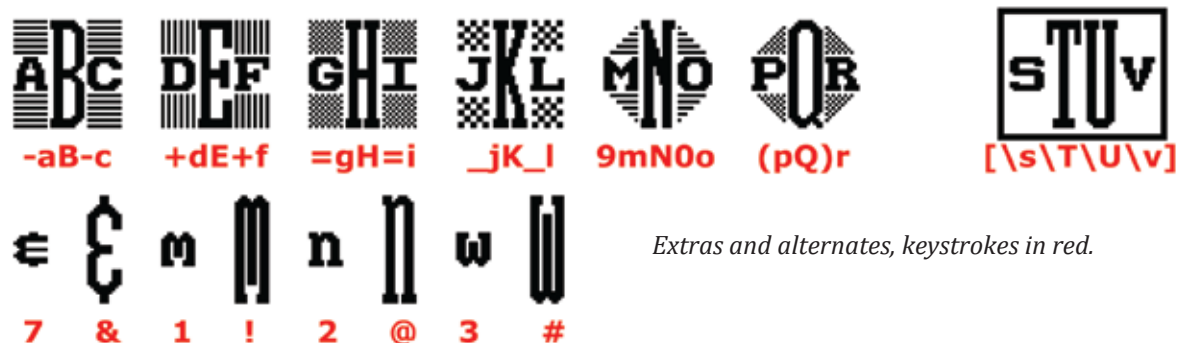 ABC DEF GHI JKL MNO PQR STUV
-aB-c +dE+f =gH=i _jK_l 9mN0o (pQ)r [\s\T\U\v]
& & m M n N w W
Extras and alternates, keystrokes in red.
7 & 1 ! 2 @ 3 #